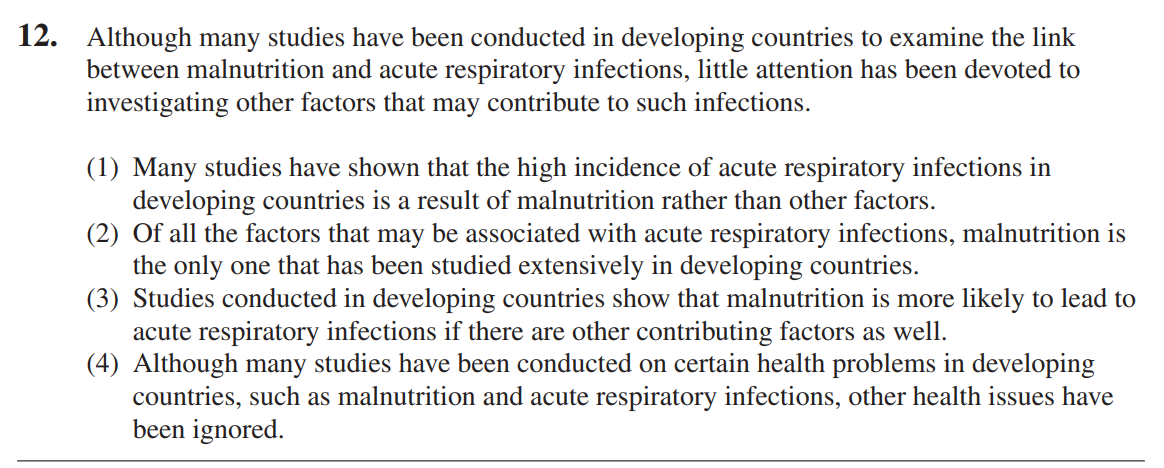 12. Although many studies have been conducted in developing countries to examine the link
between malnutrition and acute respiratory infections, little attention has been devoted to
investigating other factors that may contribute to such infections.
(1) Many studies have shown that the high incidence of acute respiratory infections in
developing countries is a result of malnutrition rather than other factors.
(2) Of all the factors that may be associated with acute respiratory infections, malnutrition is
the only one that has been studied extensively in developing countries.
(3) Studies conducted in developing countries show that malnutrition is more likely to lead to
acute respiratory infections if there are other contributing factors as well.
(4) Although many studies have been conducted on certain health problems in developing
countries, such as malnutrition and acute respiratory infections, other health issues have
been ignored.